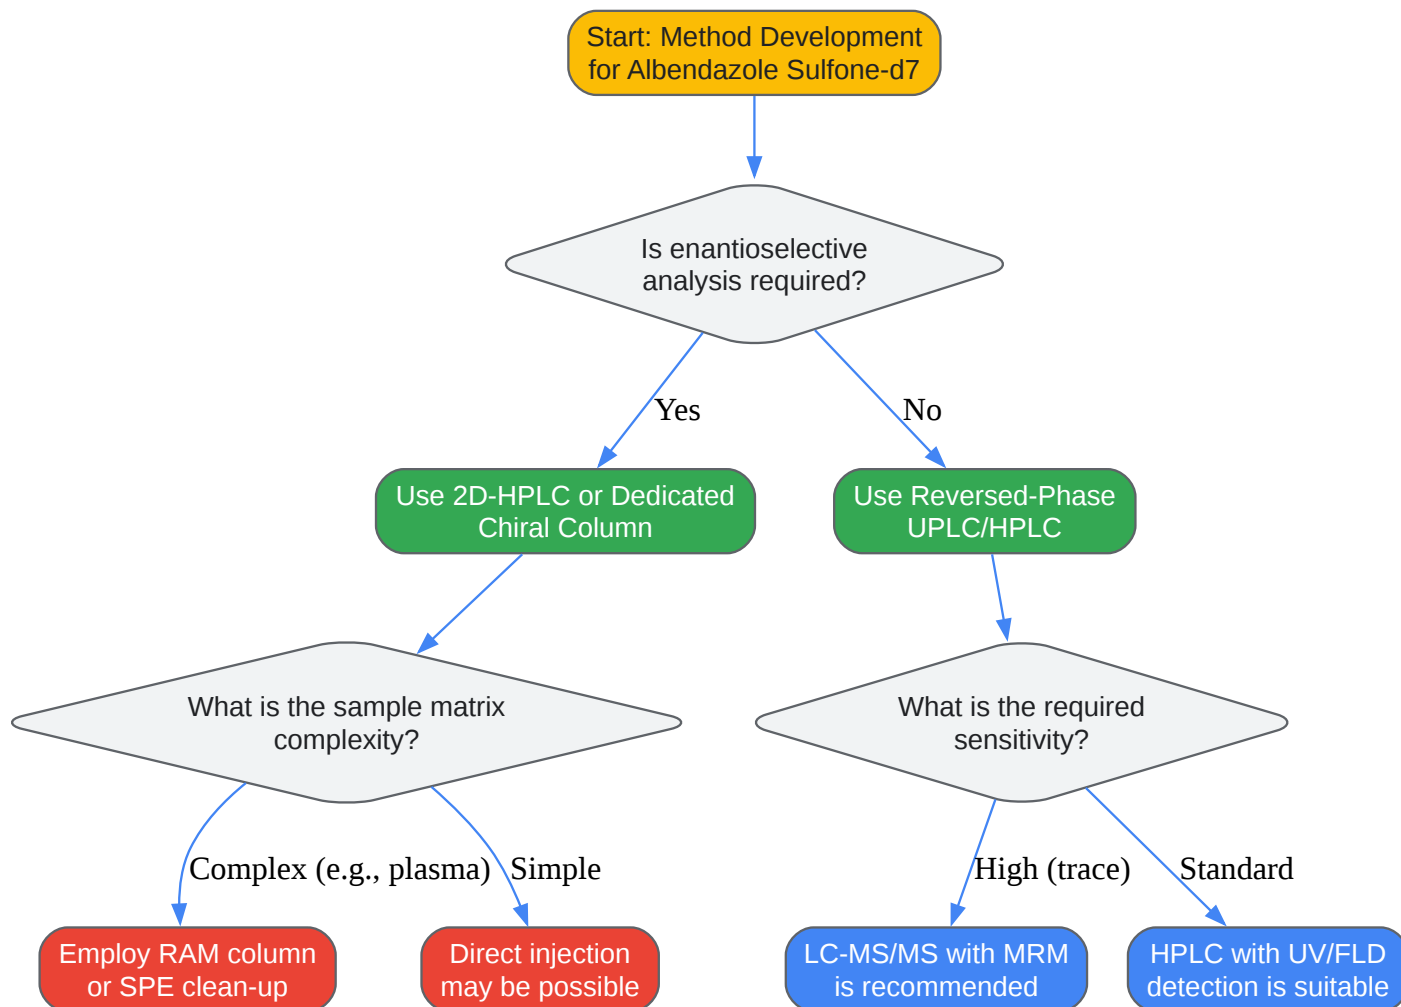 Start: Method Development
for Albendazole Sulfone-d7
Is enantioselective
analysis required?
Yes
No
Use 2D-HPLC or Dedicated
Chiral Column
Use Reversed-Phase
UPLC/HPLC
What is the sample matrix
complexity?
What is the required
sensitivity?
Complex (e.g., plasma)
Simple
High (trace)
Standard
Employ RAM column
or SPE clean-up
Direct injection
may be possible
LC-MS/MS with MRM
is recommended
HPLC with UV/FLD
detection is suitable